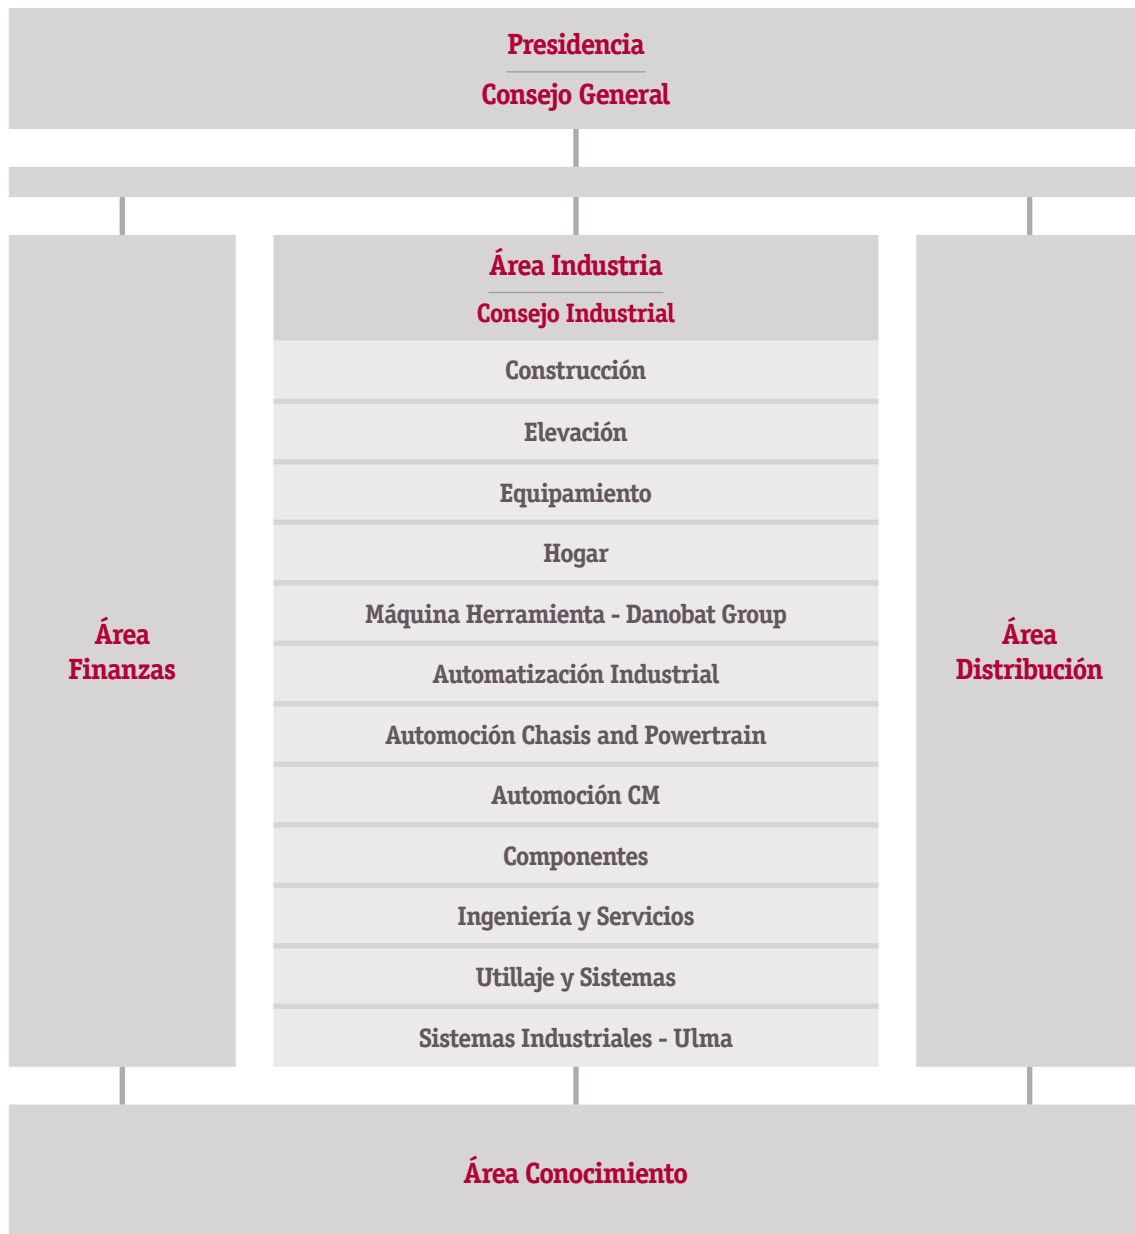 Presidencia
Consejo General
Área Industria
Consejo Industrial
Construcción
Elevación
Equipamiento
Hogar
Máquina Herramienta - Danobat Group
Automatización Industrial
Automoción Chasis and Powertrain
Automoción CM
Componentes
Ingeniería y Servicios
Utillaje y Sistemas
Sistemas Industriales - Ulma
Área
Finanzas
Área
Distribución
Área Conocimiento